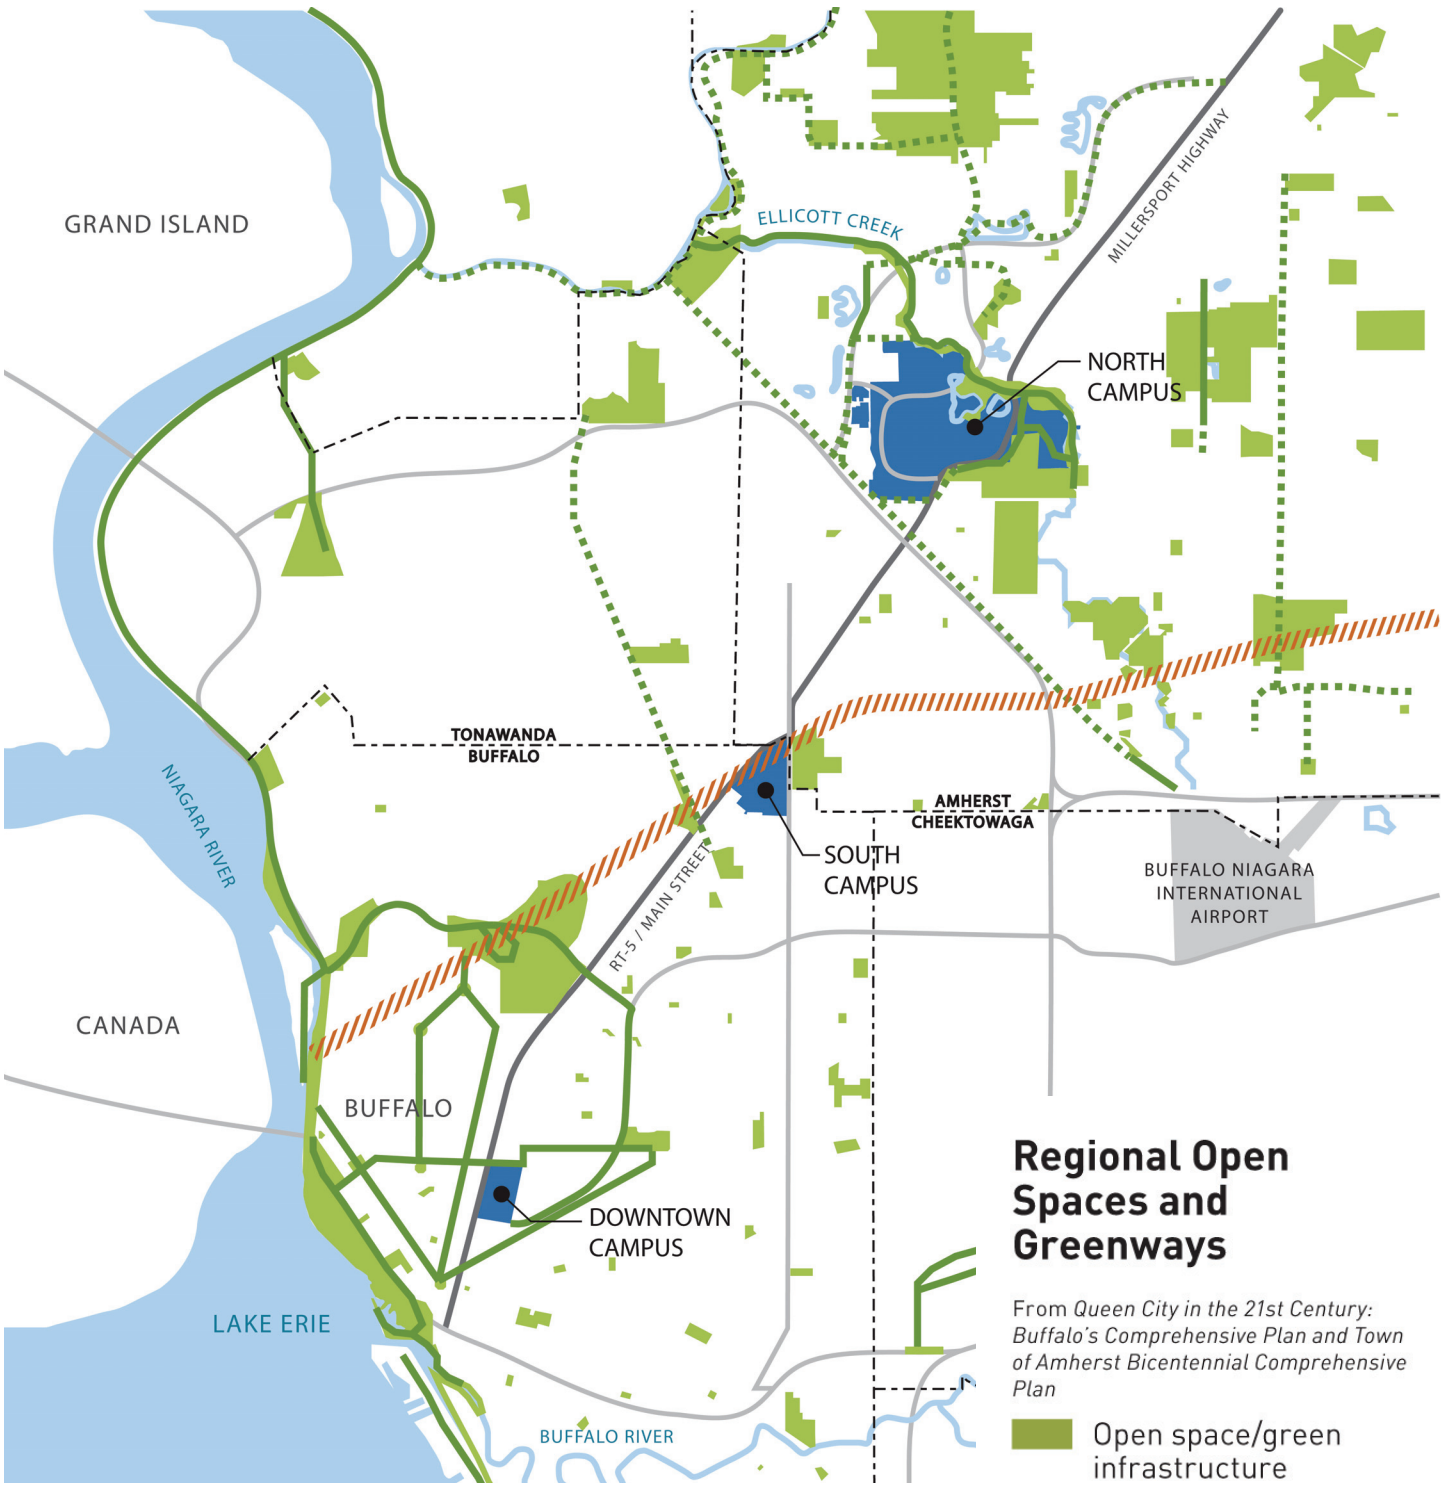 GRAND ISLAND
ELLICOTT CREEK
MILLERSPORT HIGHWAY
NORTH
CAMPUS
TONAWANDA
BUFFALO
NIAGARA RIVER
AMHERST
CHEEKTOWAGA
SOUTH
CAMPUS
RT-5 / MAIN STREET
BUFFALO NIAGARA
INTERNATIONAL
AIRPORT
CANADA
BUFFALO
DOWNTOWN
CAMPUS
LAKE ERIE
BUFFALO RIVER
Regional Open
Spaces and
Greenways
From Queen City in the 21st Century:
Buffalo's Comprehensive Plan and Town
of Amherst Bicentennial Comprehensive
Plan
Open space/green
infrastructure